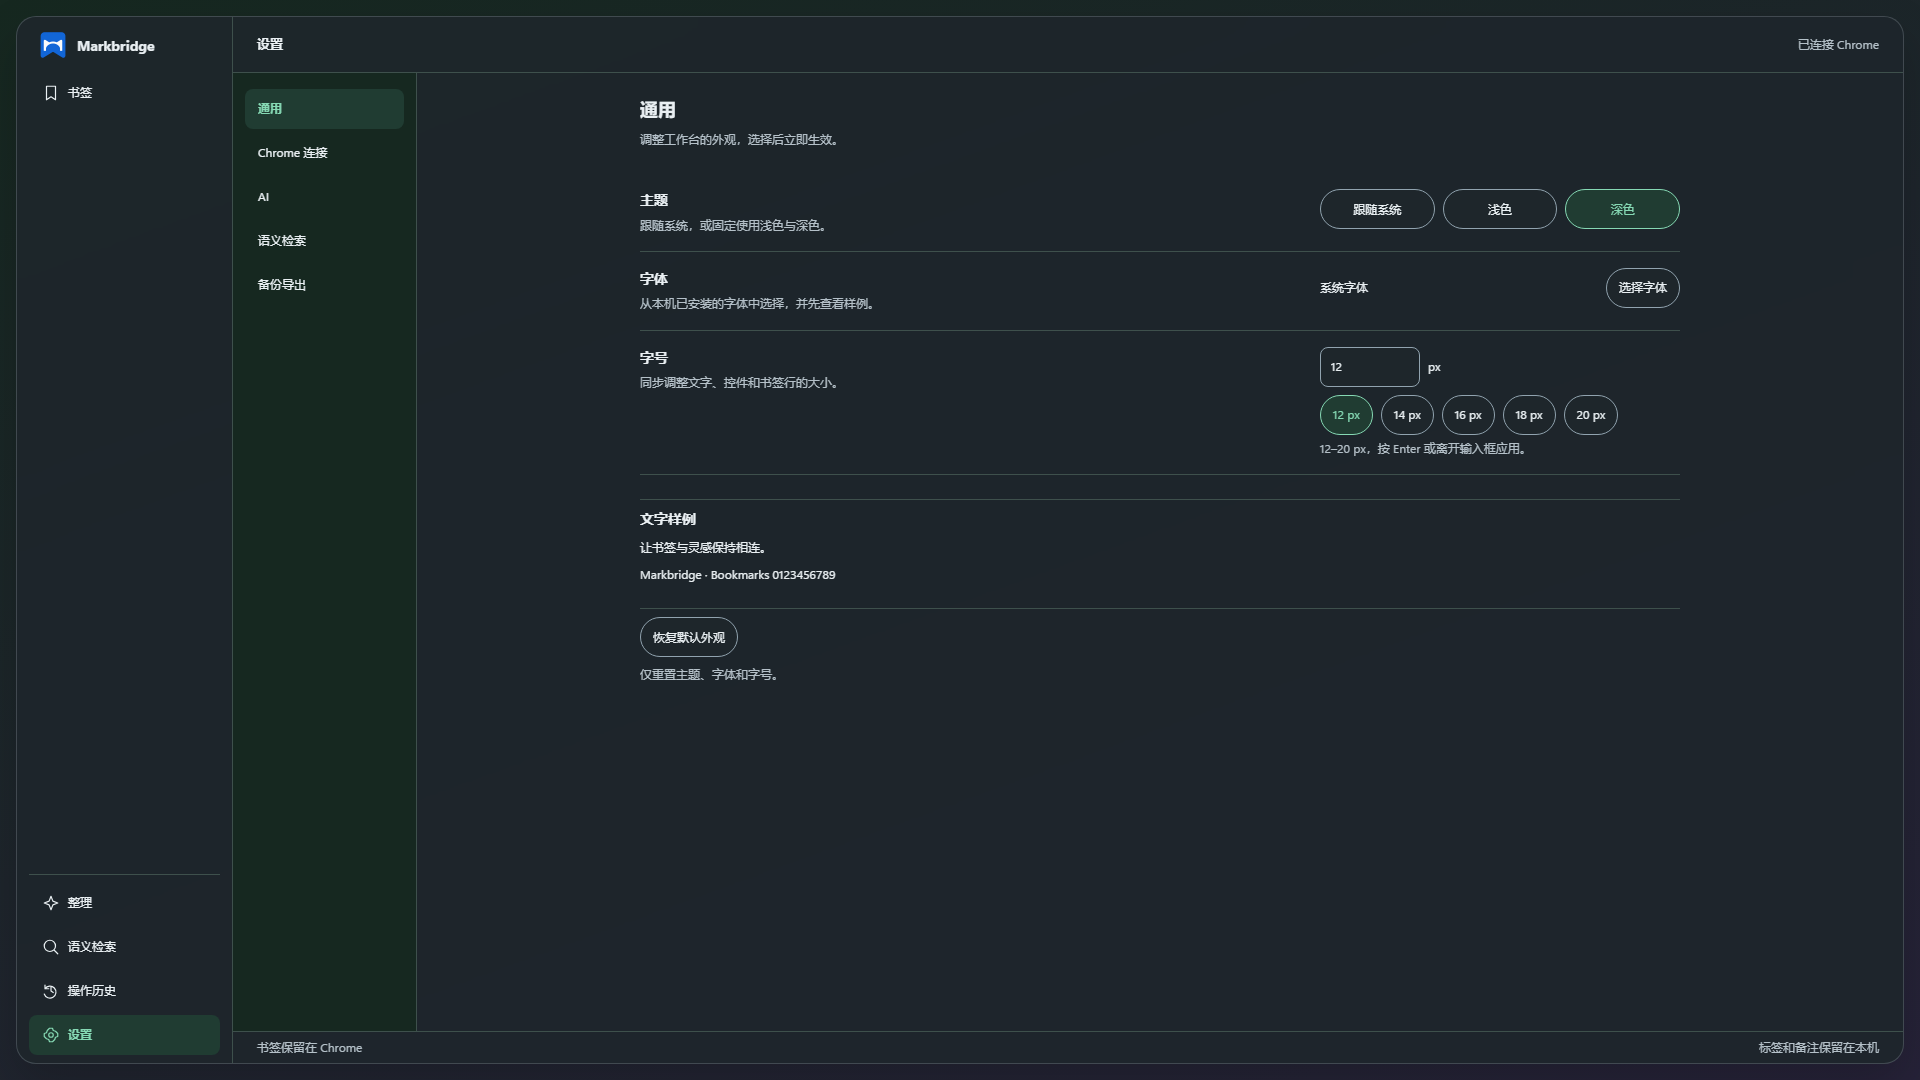 Markbridge
书签
整理
语义检索
操作历史
设置
设置
已连接 Chrome
通用
Chrome 连接
AI
语义检索
备份导出
通用
调整工作台的外观，选择后立即生效。
主题
跟随系统，或固定使用浅色与深色。
跟随系统
浅色
深色
字体
从本机已安装的字体中选择，并先查看样例。
系统字体
选择字体
字号
同步调整文字、控件和书签行的大小。
12 px
12 px
14 px
16 px
18 px
20 px
12–20 px，按 Enter 或离开输入框应用。
文字样例
让书签与灵感保持相连。
Markbridge · Bookmarks 0123456789
恢复默认外观
仅重置主题、字体和字号。
书签保留在 Chrome
标签和备注保留在本机